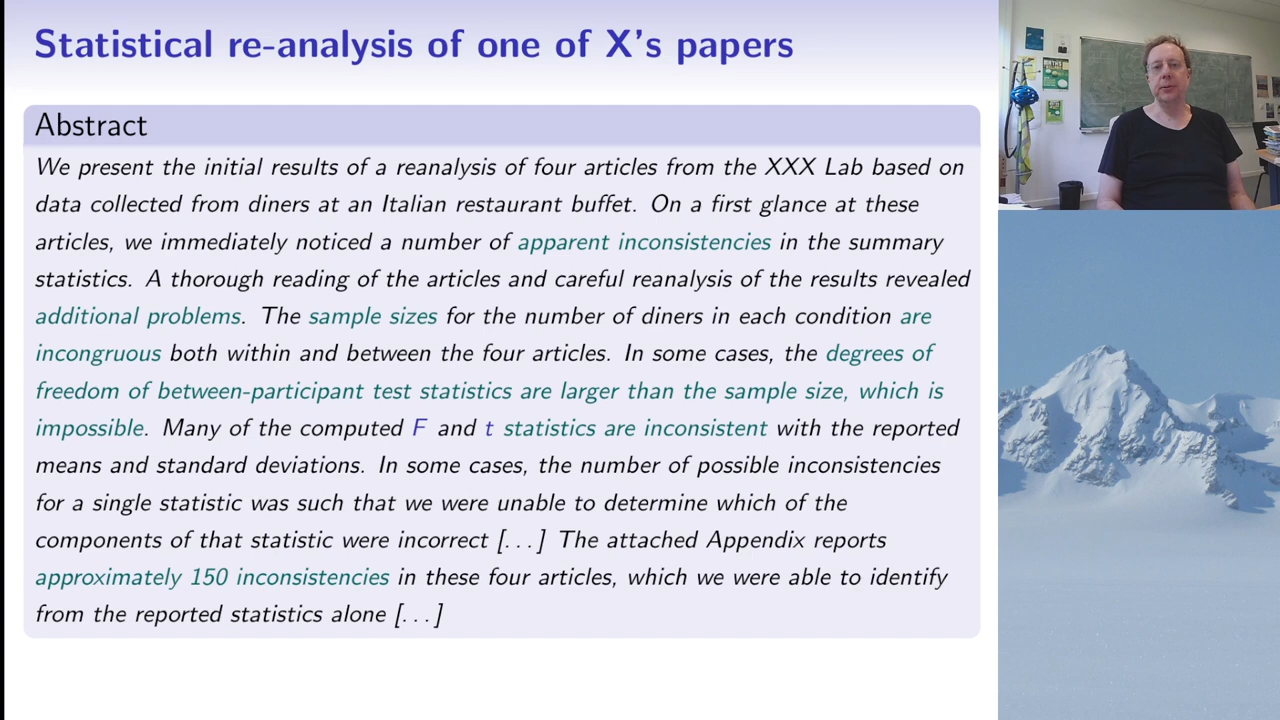 Statistical re-analysis of one of X's papers
Abstract
We present the initial results of a reanalysis of four articles from the XXX Lab based on
data collected from diners at an Italian restaurant buffet. On a first glance at these
articles, we immediately noticed a number of apparent inconsistencies in the summary
statistics. A thorough reading of the articles and careful reanalysis of the results revealed
additional problems. The sample sizes for the number of diners in each condition are
incongruous both within and between the four articles. In some cases, the degrees of
freedom of between-participant test statistics are larger than the sample size, which is
impossible. Many of the computed F and t statistics are inconsistent with the reported
means and standard deviations. In some cases, the number of possible inconsistencies
for a single statistic was such that we were unable to determine which of the
components of that statistic were incorrect [...] The attached Appendix reports
approximately 150 inconsistencies in these four articles, which we were able to identify
from the reported statistics alone [...]